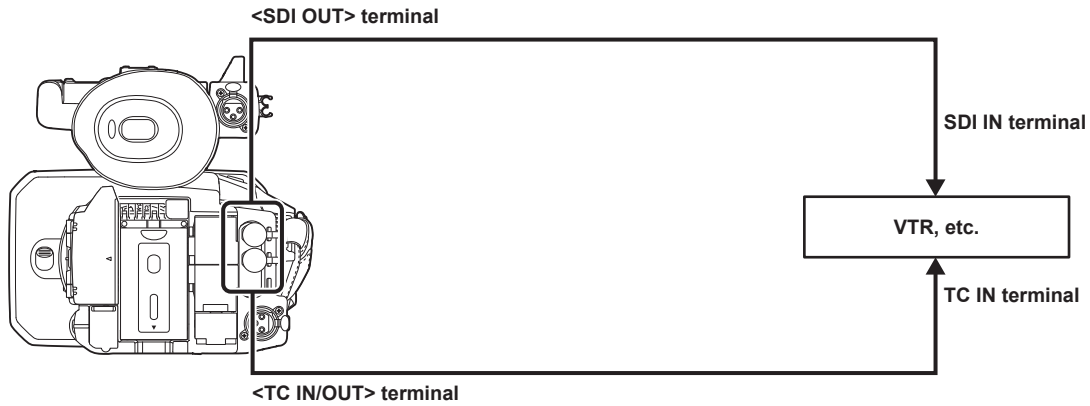 <SDI OUT> terminal
SDI IN terminal
VTR, etc.
TC IN terminal
<TC IN/OUT> terminal